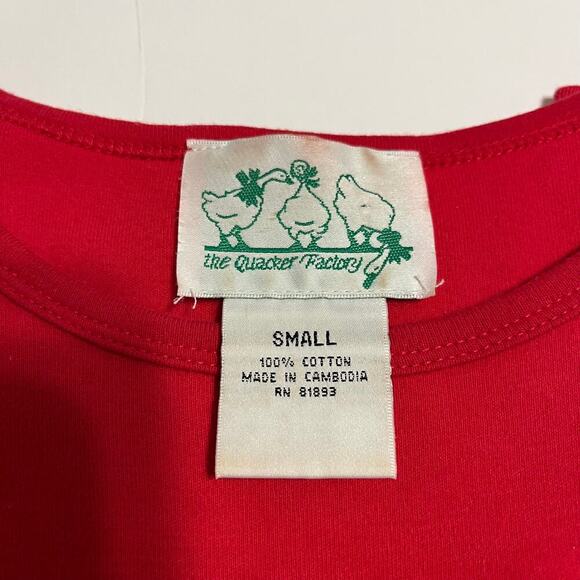 the Quacker Factory
SMALL
100% COTTON
MADE IN CAMBODIA
RN 81893